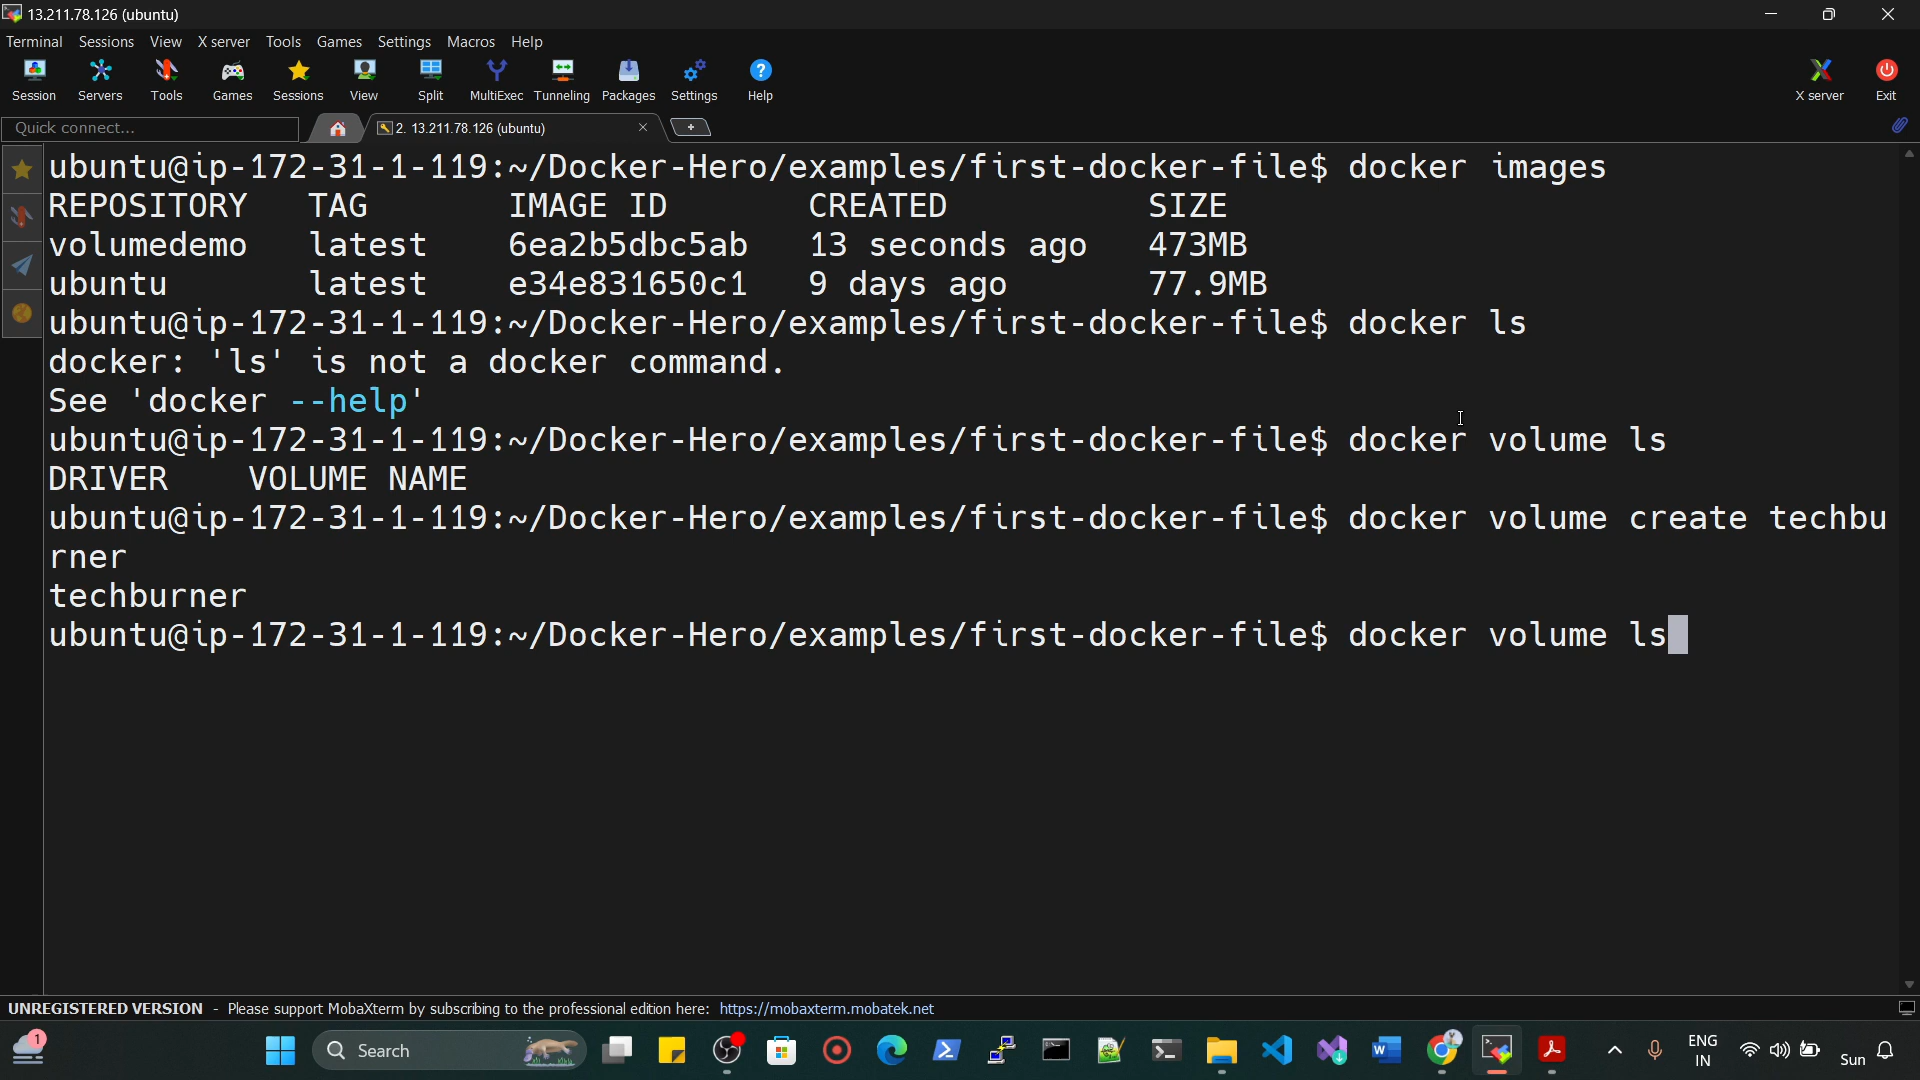 13.211.78.126 (ubuntu)
Terminal Sessions View X server Tools Games Settings Macros Help
Session Servers Tools Games Sessions View Split MultiExec Tunneling Packages Settings Help X server Exit
Quick connect... 2. 13.211.78.126 (ubuntu)
ubuntu@ip-172-31-1-119:~/Docker-Hero/examples/first-docker-file$ docker images
REPOSITORY TAG IMAGE ID CREATED SIZE
volumedemo latest 6ea2b5dbc5ab 13 seconds ago 473MB
ubuntu latest e34e831650c1 9 days ago 77.9MB
ubuntu@ip-172-31-1-119:~/Docker-Hero/examples/first-docker-file$ docker ls
docker: 'ls' is not a docker command.
See 'docker --help'
ubuntu@ip-172-31-1-119:~/Docker-Hero/examples/first-docker-file$ docker volume ls
DRIVER VOLUME NAME
ubuntu@ip-172-31-1-119:~/Docker-Hero/examples/first-docker-file$ docker volume create techbu
rner
techburner
ubuntu@ip-172-31-1-119:~/Docker-Hero/examples/first-docker-file$ docker volume ls
UNREGISTERED VERSION - Please support MobaXterm by subscribing to the professional edition here: https://mobaxterm.mobatek.net
1 Search ENG Sun
IN